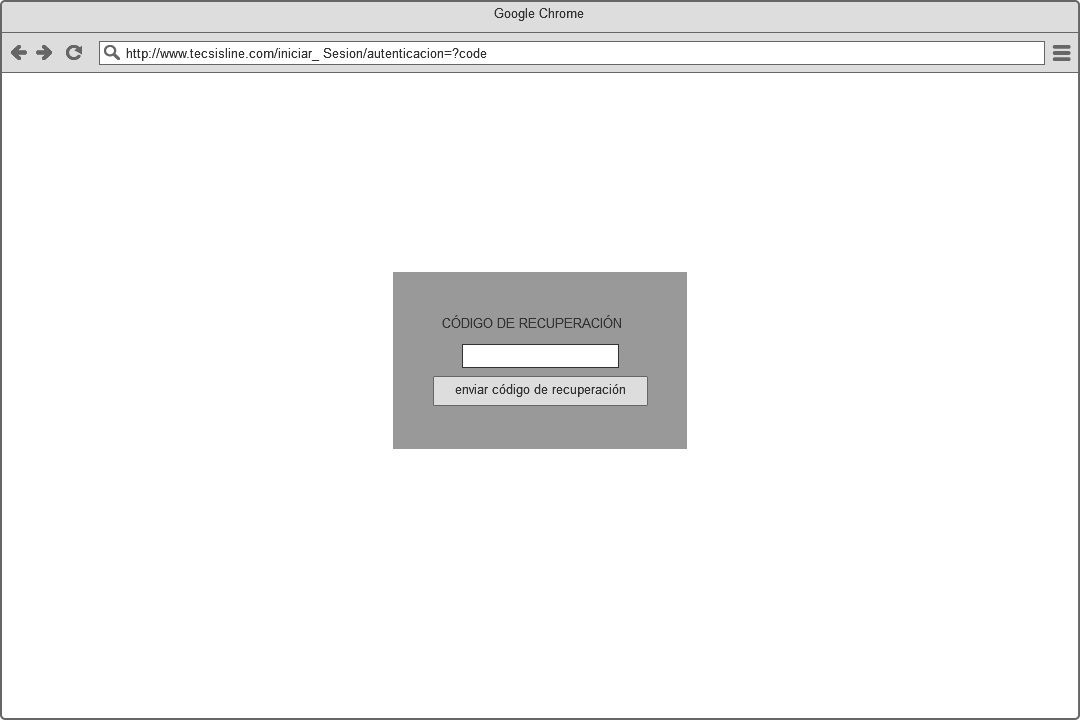 Google Chrome
http://www.tecsisline.com/iniciar_ Sesion/autenticacion=?code
CÓDIGO DE RECUPERACIÓN
enviar código de recuperación